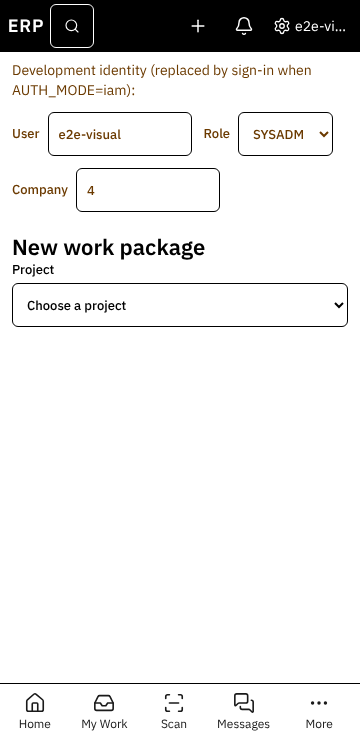 ERP
e2e-vi...
Development identity (replaced by sign-in when
AUTH_MODE=iam):
User e2e-visual Role SYSADM
Company 4
New work package
Project
Choose a project
Home My Work Scan Messages More